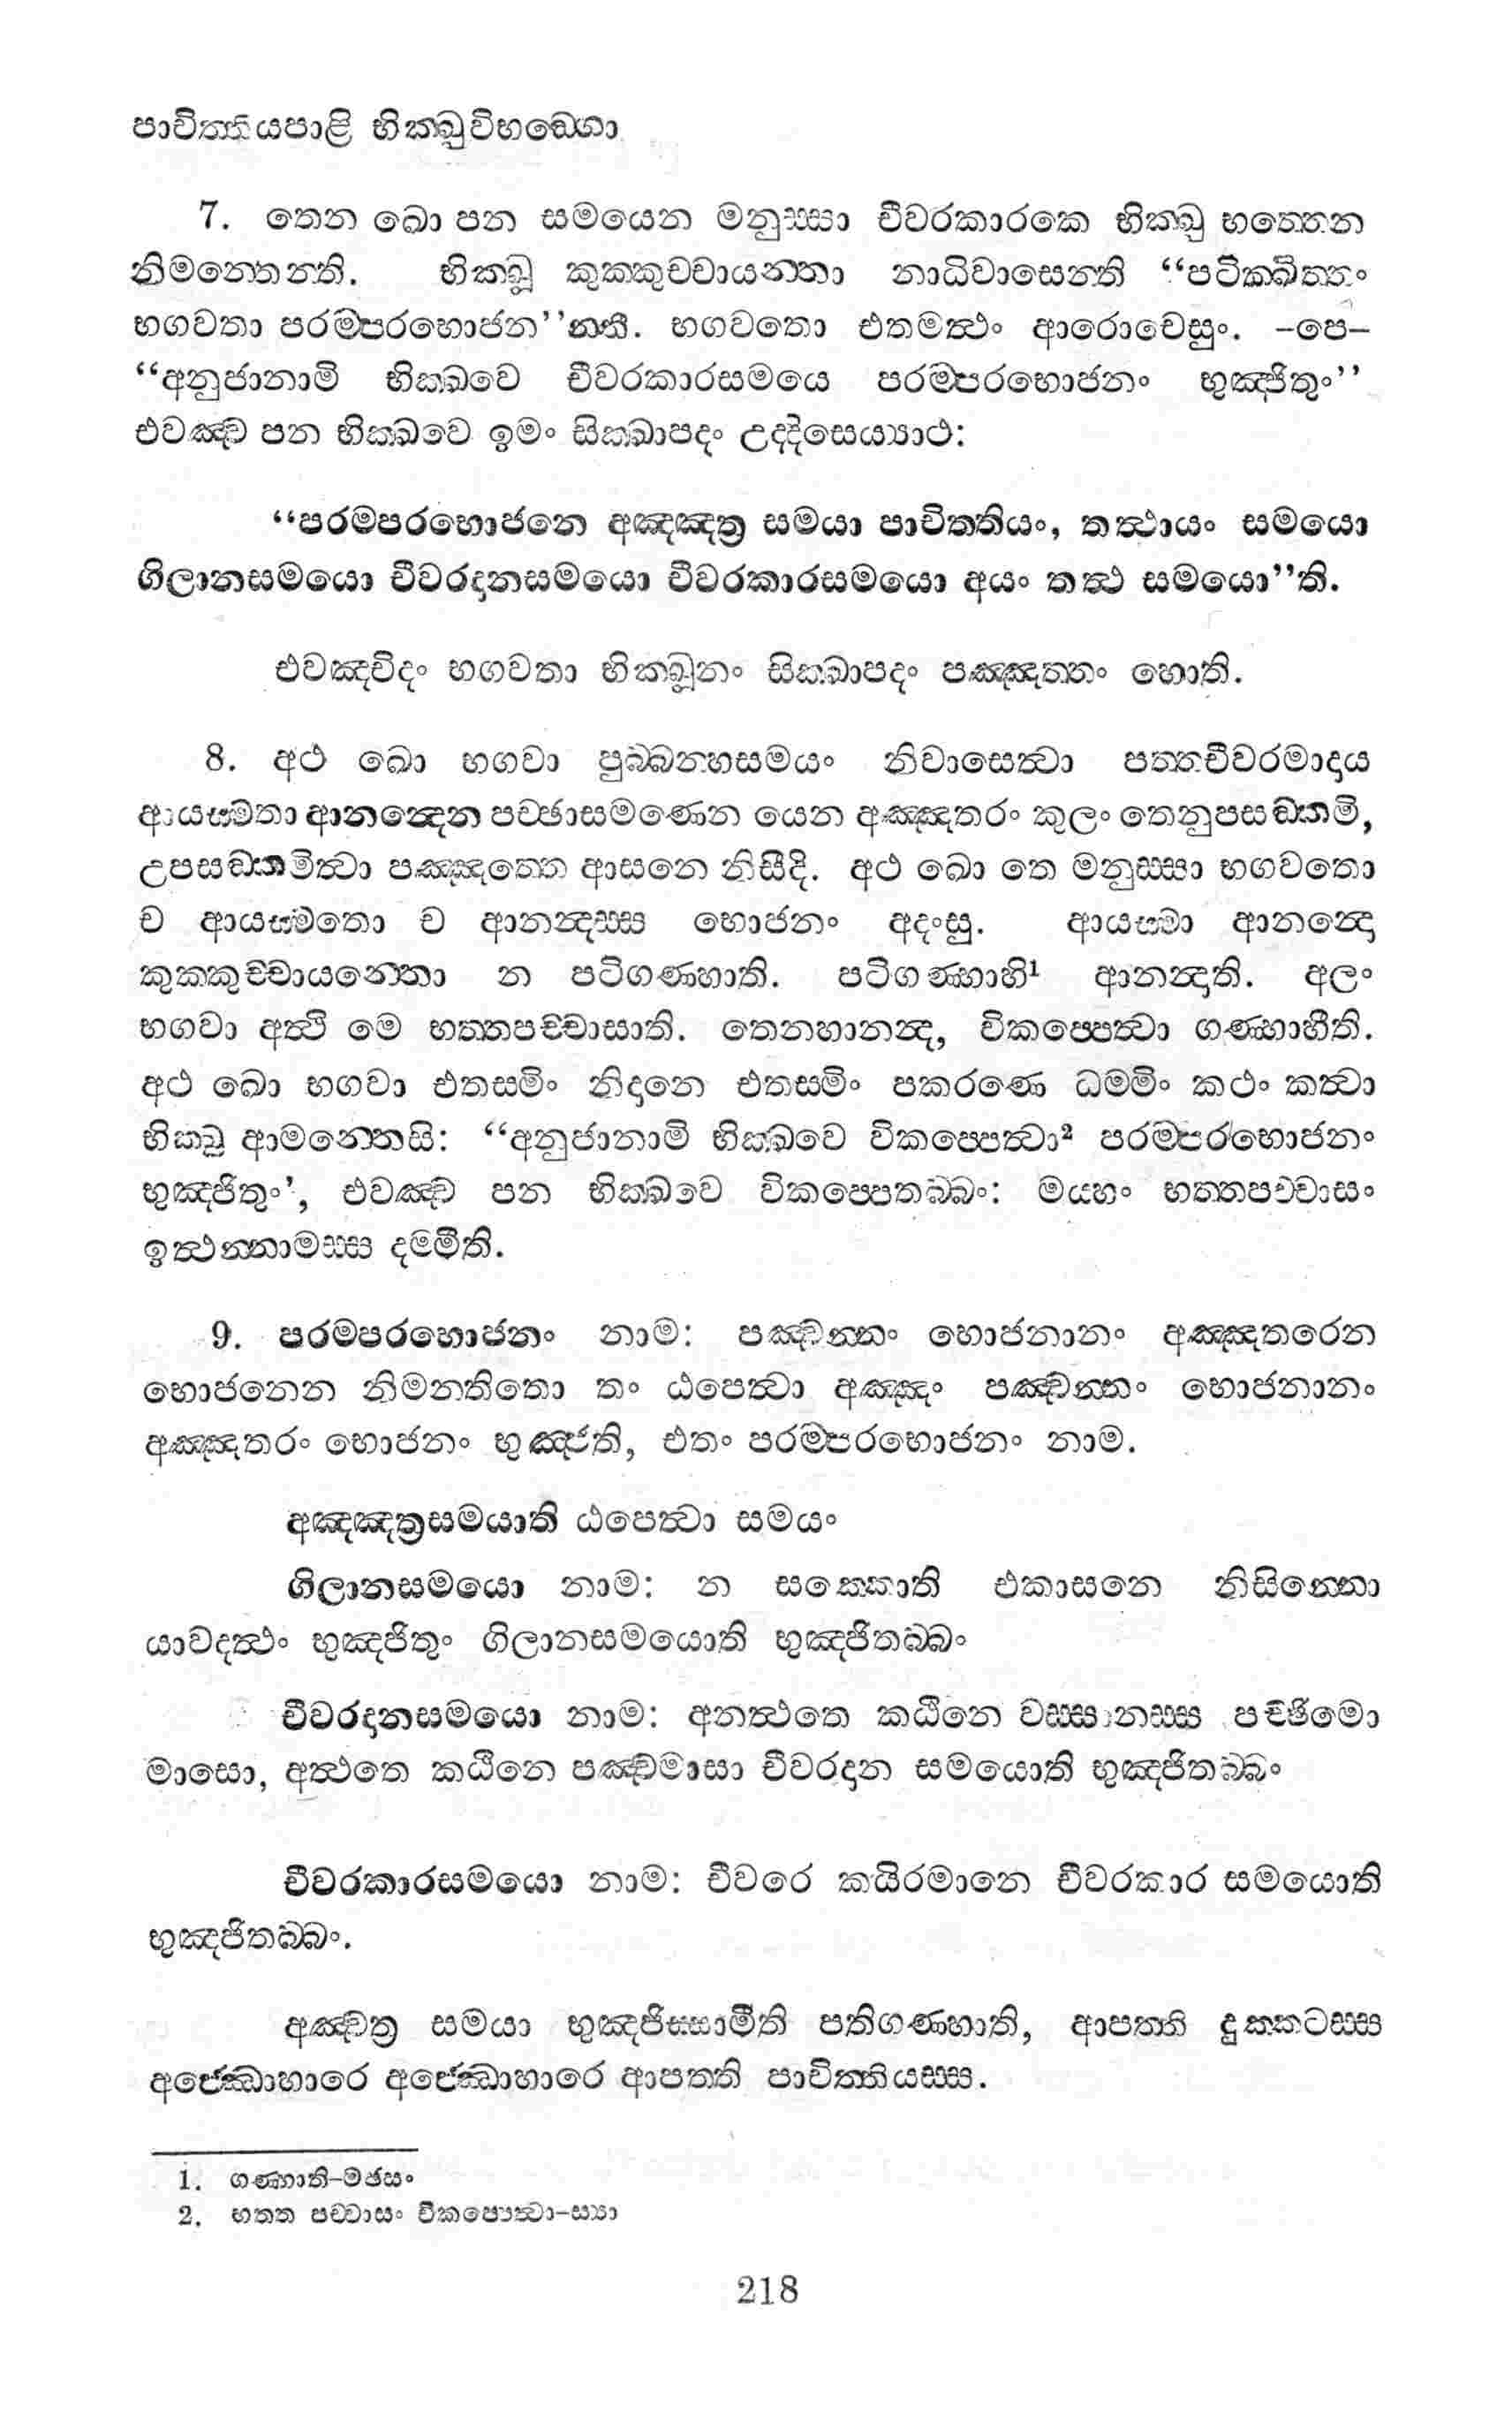 පාචිත්තියපාළි භික්ඛුවිභඞ්ගො
7. තෙන ඛො පන සමයෙන මනුස්සා චීවරකාරකෙ භික්ඛු භත්තෙන
නිමන්තෙන්ති. භික්ඛූ කුක්කුච්චායන්තා නාධිවාසෙන්ති “පටික්ඛිත්තං
භගවතා පරම්පරභොජන’’න්ති. භගවතො එතමත්ථං ආරොචෙසුං. –පෙ–
“අනුජානාමි භික්ඛවෙ චීවරකාරසමයෙ පරම්පරභොජනං භුඤ්ජිතුං’’
එවඤ්ච පන භික්ඛවෙ ඉමං සික්ඛාපදං උද්දිසෙය්‍යාථ:
“පරම්පරභොජනෙ අඤ්ඤත්‍ර සමයා පාචිත්තියං, තත්ථායං සමයො
ගිලානසමයො චීවරදානසමයො චීවරකාරසමයො අයං තත්ථ සමයො’’ති.
එවඤ්චිදං භගවතා භික්ඛූනං සික්ඛාපදං පඤ්ඤත්තං හොති.
8. අථ ඛො භගවා පුබ්බන්හසමයං නිවාසෙත්වා පත්තචීවරමාදාය
ආයස්මතා ආනන්දෙන පච්ඡාසමණෙන යෙන අඤ්ඤතරං කුලං තෙනුපසඞ්කමි,
උපසඞ්කමිත්වා පඤ්ඤත්තෙ ආසනෙ නිසීදි. අථ ඛො තෙ මනුස්සා භගවතො
ච ආයස්මතො ච ආනන්දස්ස භොජනං අදංසු. ආයස්මා ආනන්දො
කුක්කුච්චායන්තො න පටිගණ්හාති. පටිගණ්හාහි¹ ආනන්දාති. අලං
භගවා අත්ථි මෙ භත්තපච්චාසාති. තෙනහානන්ද, විකප්පෙත්වා ගණ්හාහීති.
අථ ඛො භගවා එතස්මිං නිදානෙ එතස්මිං පකරණෙ ධම්මිං කථං කත්වා
භික්ඛූ ආමන්තෙසි: “අනුජානාමි භික්ඛවෙ විකප්පෙත්වා² පරම්පරභොජනං
භුඤ්ජිතුං’, එවඤ්ච පන භික්ඛවෙ විකප්පෙතබ්බං: මය්හං භත්තපච්චාසං
ඉත්ථන්නාමස්ස දම්මීති.
9. පරම්පරභොජනං නාම: පඤ්චන්නං භොජනානං අඤ්ඤතරෙන
භොජනෙන නිමන්තිතො තං ඨපෙත්වා අඤ්ඤං පඤ්චන්නං භොජනානං
අඤ්ඤතරං භොජනං භුඤ්ජති, එතං පරම්පරභොජනං නාම.
අඤ්ඤත්‍රසමයාති ඨපෙත්වා සමයං
ගිලානසමයො නාම: න සක්කොති එකාසනෙ නිසින්නො
යාවදත්ථං භුඤ්ජිතුං ගිලානසමයොති භුඤ්ජිතබ්බං
චීවරදානසමයො නාම: අනත්ථතෙ කඨිනෙ වස්සානස්ස පච්ඡිමො
මාසො, අත්ථතෙ කඨිනෙ පඤ්චමාසා චීවරදාන සමයොති භුඤ්ජිතබ්බං
චීවරකාරසමයො නාම: චීවරෙ කයිරමානෙ චීවරකාර සමයොති
භුඤ්ජිතබ්බං.
අඤ්චත්‍ර සමයා භුඤ්ජිස්සාමීති පතිගණ්හාති, ආපත්ති දුක්කටස්ස
අජ්ඣොහාරෙ අජ්ඣොහාරෙ ආපත්ති පාචිත්තියස්ස.
1. ගණ්හාති–මඡසං
2. භත්ත පච්චාසං විකප්පෙත්වා–ස්‍යා
218